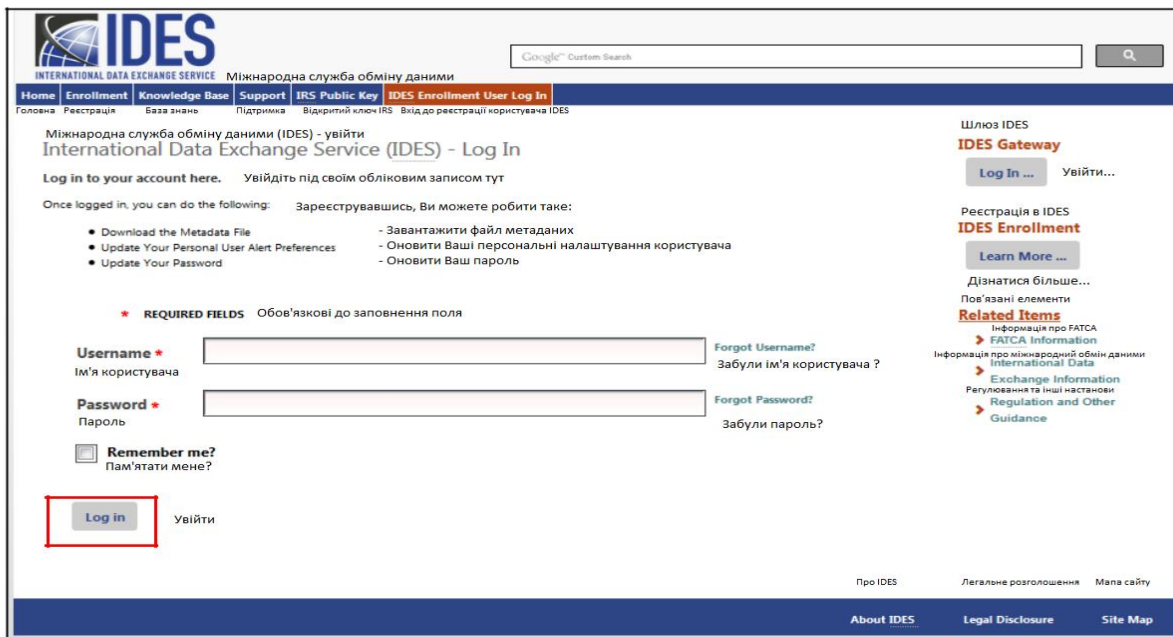 IDES
INTERNATIONAL DATA EXCHANGE SERVICE Міжнародна служба обміну даними
Google™ Custom Search
Home Enrollment Knowledge Base Support IRS Public Key IDES Enrollment User Log In
Головна Реєстрація База знань Підтримка Відкритий ключ IRS Вхід до реєстрації користувача IDES
Міжнародна служба обміну даними (IDES) - увійти
International Data Exchange Service (IDES) - Log In
Log in to your account here. Увійдіть під своїм обліковим записом тут
Once logged in, you can do the following: Зареєструвавшись, Ви можете робити таке:
• Download the Metadata File - Завантажити файл метаданих
• Update Your Personal User Alert Preferences - Оновити Ваші персональні налаштування користувача
• Update Your Password - Оновити Ваш пароль
* REQUIRED FIELDS Обов'язкові до заповнення поля
Username * Forgot Username?
Ім'я користувача Забули ім'я користувача ?
Password * Forgot Password?
Пароль Забули пароль?
Remember me?
Пам'ятати мене?
Log in Увійти
Шлюз IDES
IDES Gateway
Log In ... Увійти...
Реєстрація в IDES
IDES Enrollment
Learn More ...
Дізнатися більше...
Пов'язані елементи
Related Items
Інформація про FATCA
FATCA Information
Інформація про міжнародний обмін даними
International Data
Exchange Information
Регулювання та інші настанови
Regulation and Other
Guidance
Про IDES Легальне розголошення Мапа сайту
About IDES Legal Disclosure Site Map